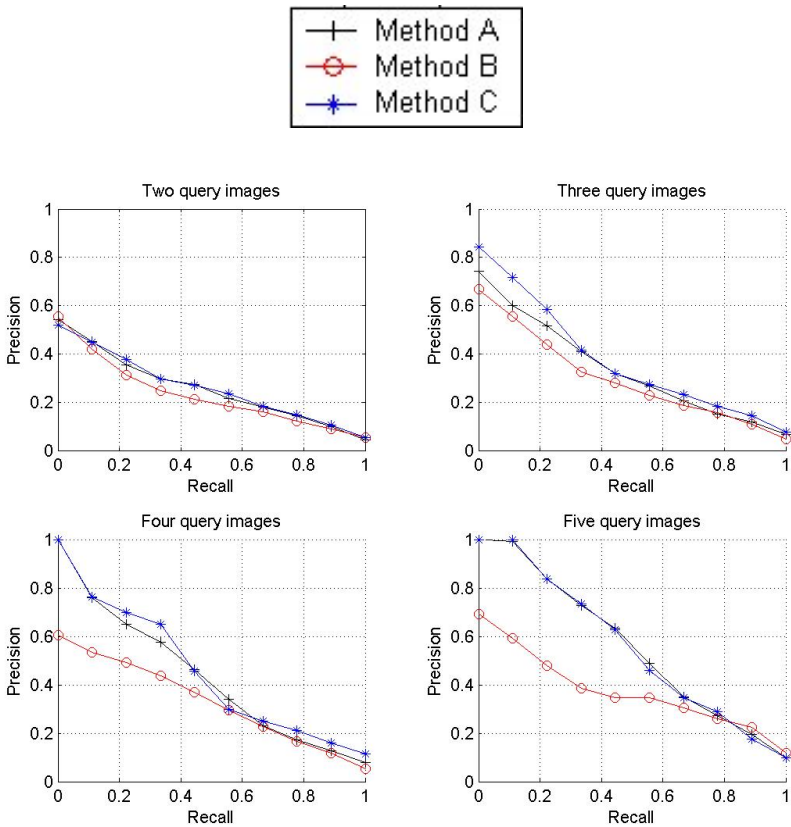 Method A
Method B
Method C
Two query images
1
0.8
0.6
0.4
0.2
0
Precision
0 0.2 0.4 0.6 0.8 1
Recall
Three query images
1
0.8
0.6
0.4
0.2
0
Precision
0 0.2 0.4 0.6 0.8 1
Recall
Four query images
1
0.8
0.6
0.4
0.2
0
Precision
0 0.2 0.4 0.6 0.8 1
Recall
Five query images
1
0.8
0.6
0.4
0.2
0
Precision
0 0.2 0.4 0.6 0.8 1
Recall